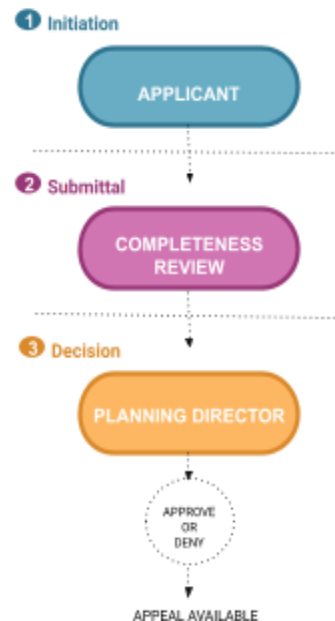 1 Initiation
APPLICANT
2 Submittal
COMPLETENESS
REVIEW
3 Decision
PLANNING DIRECTOR
APPROVE
OR
DENY
APPEAL AVAILABLE